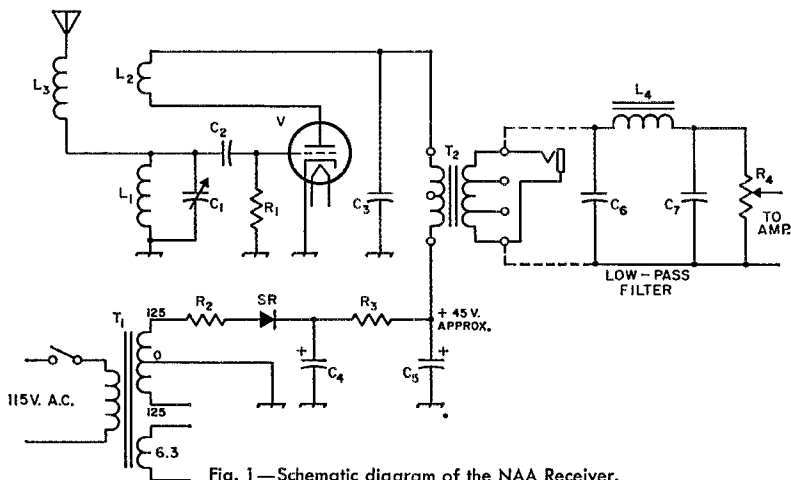 L3
L2
V
C2
L1
C1
R1
C3
T2
L4
C6
C7
R4
TO
AMP.
LOW-PASS
FILTER
T1
125
R2
SR
R3
+ 45 V.
APPROX.
0
+
C4
C5
+
115V. A.C.
125
6.3
Fig. 1—Schematic diagram of the NAA Receiver.